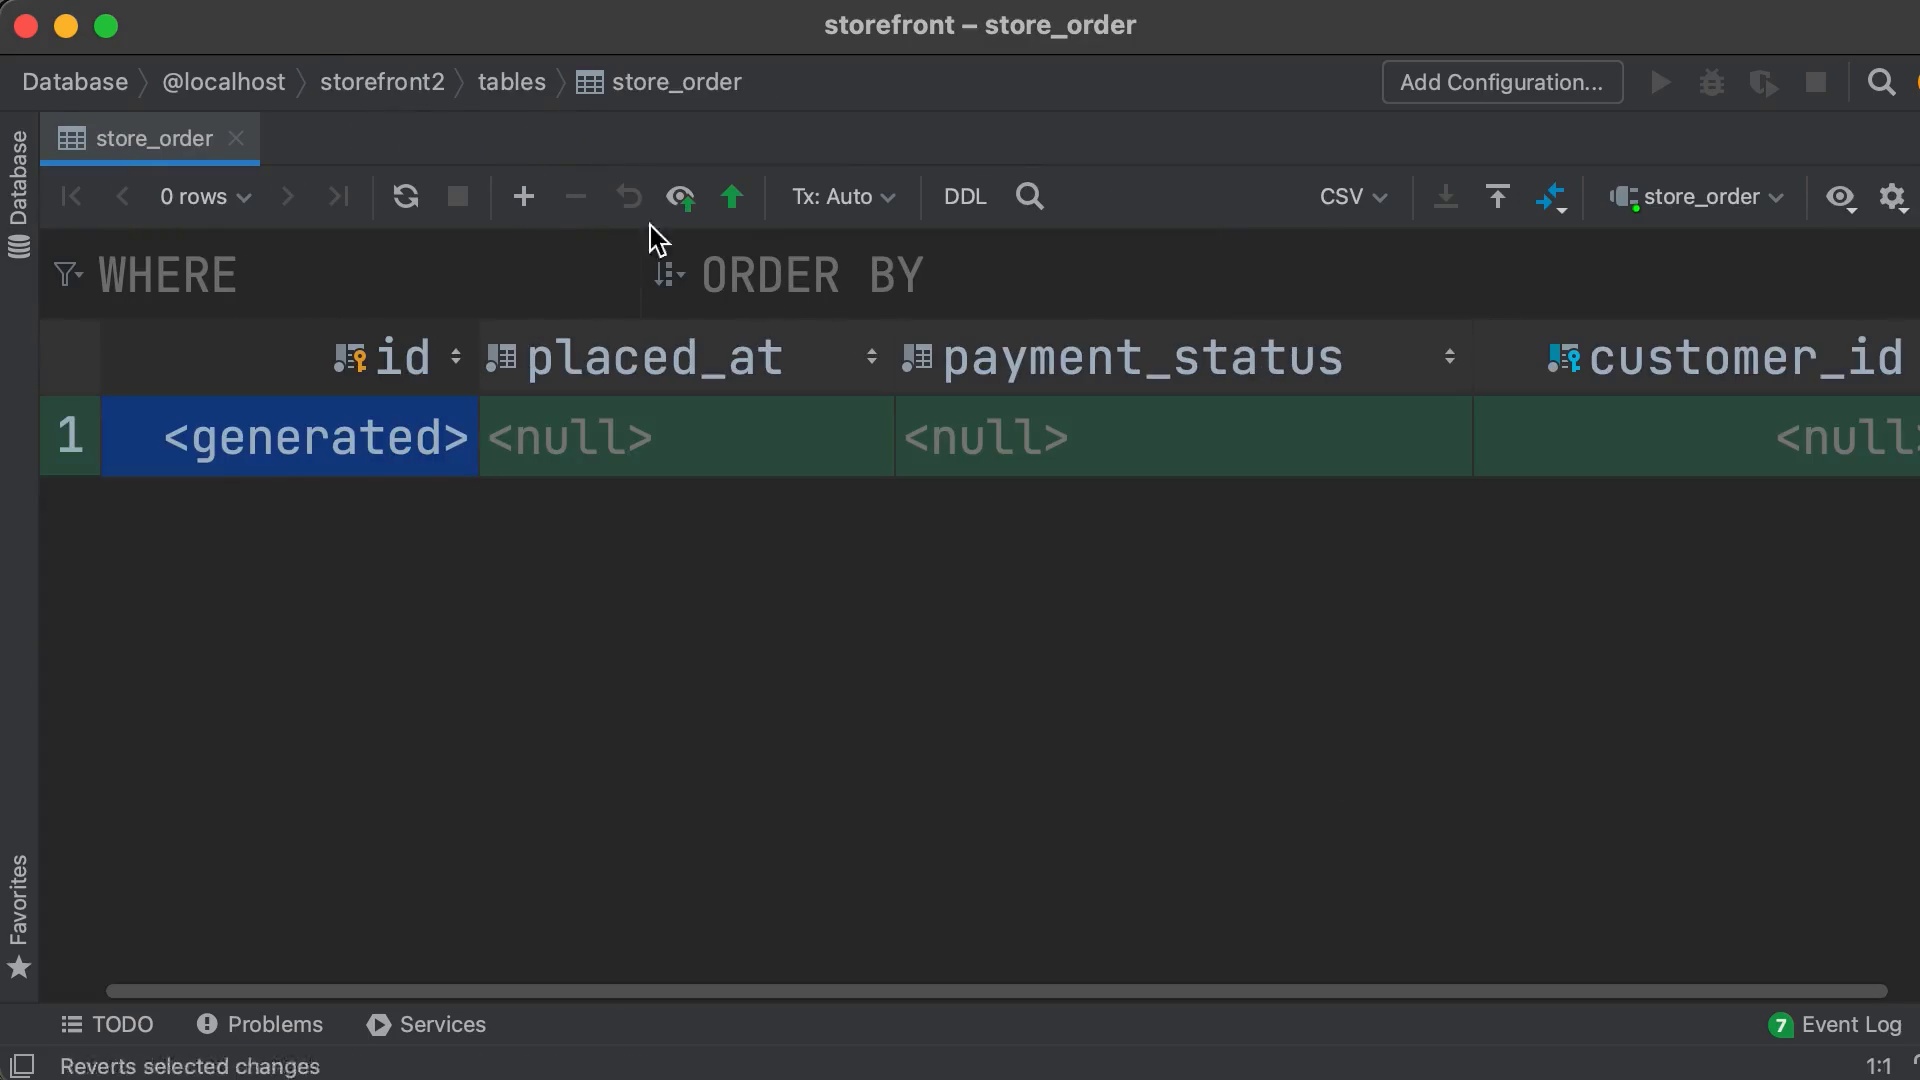 storefront – store_order
Database @localhost storefront2 tables store_order Add Configuration...
store_order
Database
0 rows Tx: Auto DDL CSV store_order
WHERE ORDER BY
id placed_at payment_status customer_id
1 <generated> <null> <null> <null>
Favorites
TODO Problems Services 7 Event Log
Reverts selected changes 1:1